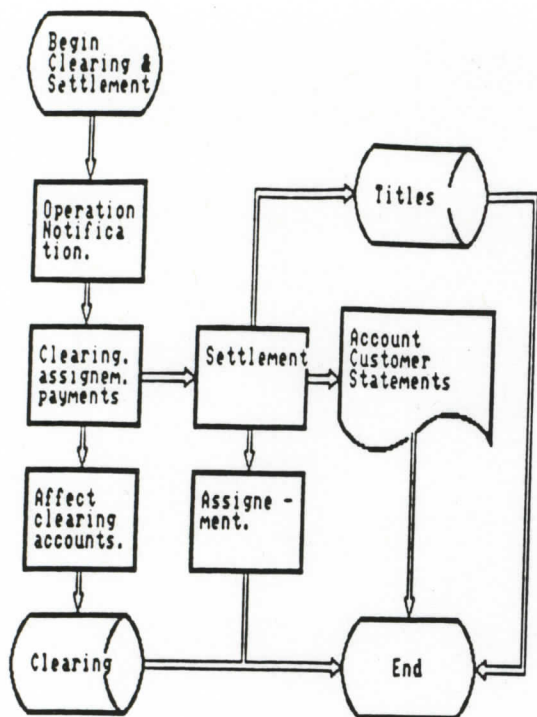 Begin
Clearing &
Settlement
Operation
Notifica
tion.
Titles
Clearing.
assignem.
payments
Settlement
Account
Customer
Statements
Affect
clearing
accounts.
Assigne -
ment.
Clearing
End